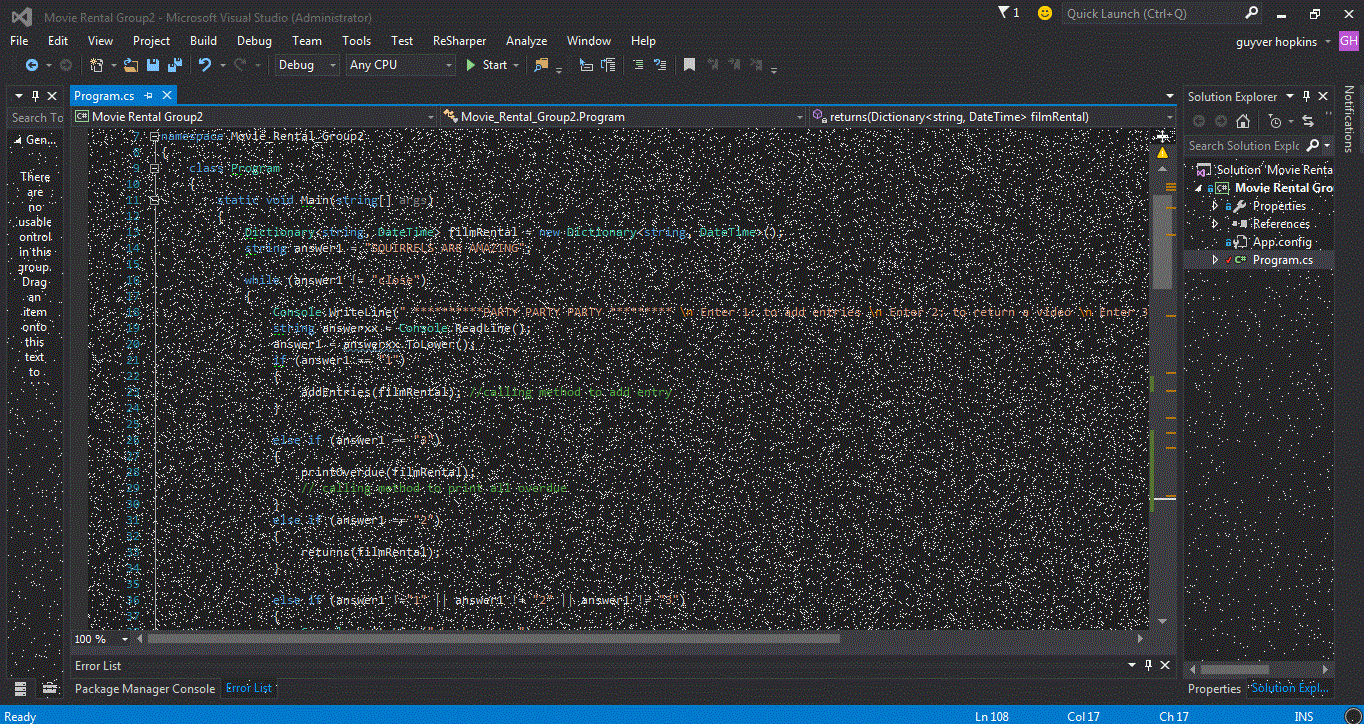 Movie Rental Group2 - Microsoft Visual Studio (Administrator)
1
Quick Launch (Ctrl+Q)
File Edit View Project Build Debug Team Tools Test ReSharper Analyze Window Help
guyver hopkins
GH
Debug
Any CPU
Start
Program.cs
Solution Explorer
Notifications
Search To
Movie Rental Group2
Movie_Rental_Group2.Program
returns(Dictionary<string, DateTime> filmRental)
Gen...
There
are
no
usable
ontrol
in this
group.
Drag
an
item
onto
this
text
to
7 namespace Movie_Rental_Group2
8 {
9 class Program
10 {
11 static void Main(string[] args)
12 {
13 Dictionary<string, DateTime> filmRental = new Dictionary<string, DateTime>();
14 string answer1 = "SQUIRRELS ARE AMAZING";
15
16 while (answer1 != "close")
17 {
18 Console.WriteLine(" **********PARTY PARTY PARTY ********* \n Enter 1: to add entries \n Enter 2: to return a video \n Enter 3
19 string answerxx = Console.ReadLine();
20 answer1 = answerxx.ToLower();
21 if (answer1 == "1")
22 {
23 addEntries(filmRental); //calling method to add entry
24 }
25
26 else if (answer1 == "3")
27 {
28 printOverdue(filmRental);
29 // calling method to print all overdue
30 }
31 else if (answer1 == "2")
32 {
33 returns(filmRental);
34 }
35
36 else if (answer1 != "1" || answer1 != "2" || answer1 != "3")
37 {
Search Solution Explo
Solution 'Movie Renta
Movie Rental Gro
Properties
References
App.config
Program.cs
100 %
Error List
Package Manager Console
Error List
Properties
Solution Expl...
Ready
Ln 108
Col 17
Ch 17
INS